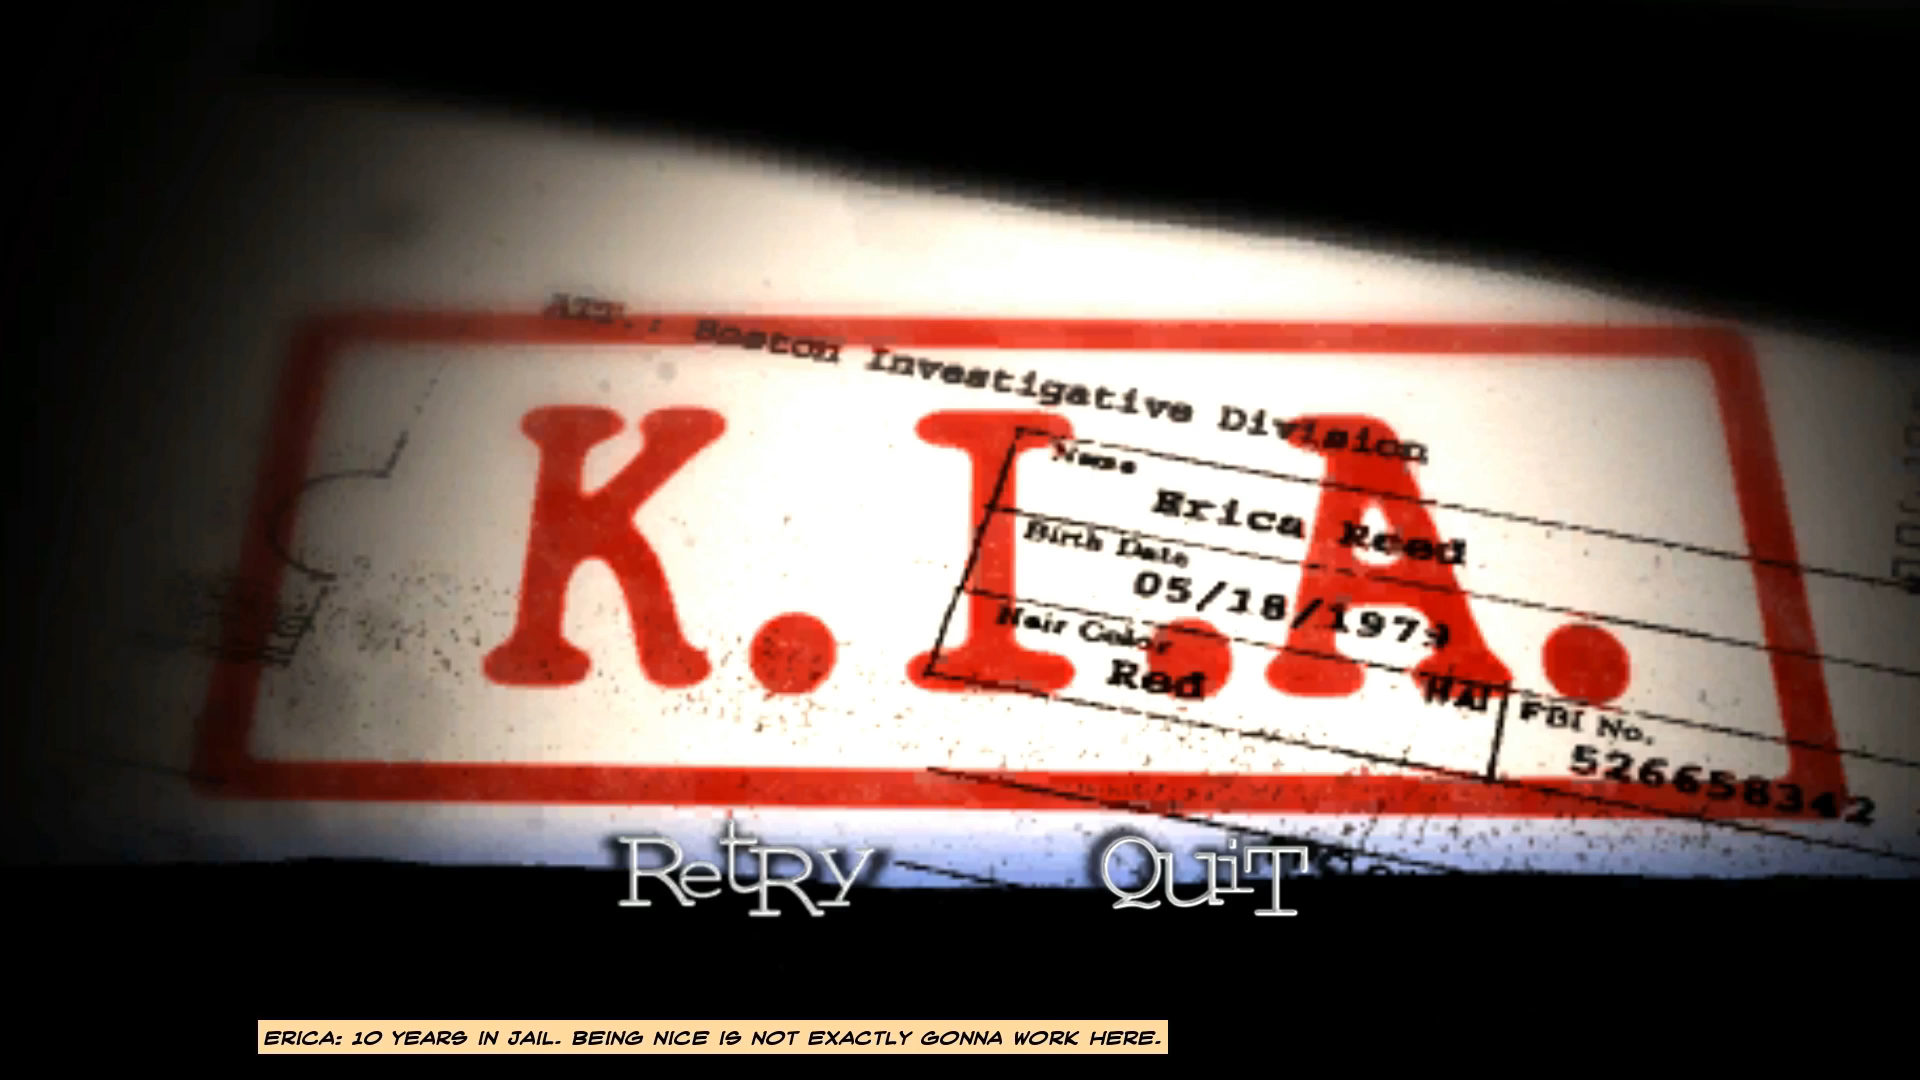 ATT.: Boston Investigative Division
K.I.A.
Name
Erica Reed
Birth Date
05/18/1979
Hair Color
Red
HAI
FBI No.
526658342
Retry
Quit
ERICA: 10 YEARS IN JAIL. BEING NICE IS NOT EXACTLY GONNA WORK HERE.